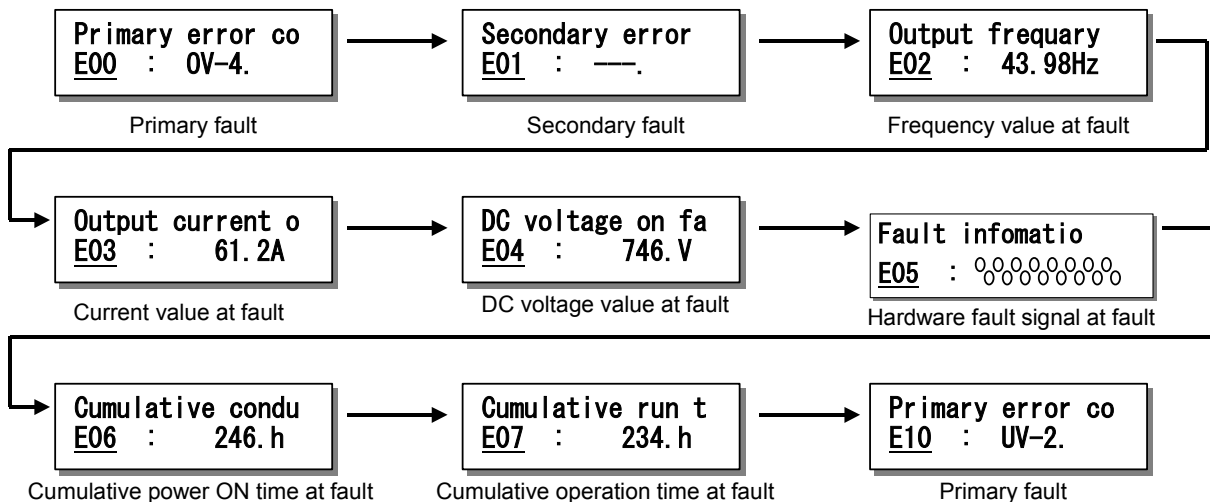 Primary error co
E00 : OV-4.
Primary fault
Secondary error
E01 : ---.
Secondary fault
Output frequary
E02 : 43.98Hz
Frequency value at fault
Output current o
E03 : 61.2A
Current value at fault
DC voltage on fa
E04 : 746.V
DC voltage value at fault
Fault infomatio
E05 :
Hardware fault signal at fault
Cumulative condu
E06 : 246.h
Cumulative power ON time at fault
Cumulative run t
E07 : 234.h
Cumulative operation time at fault
Primary error co
E10 : UV-2.
Primary fault